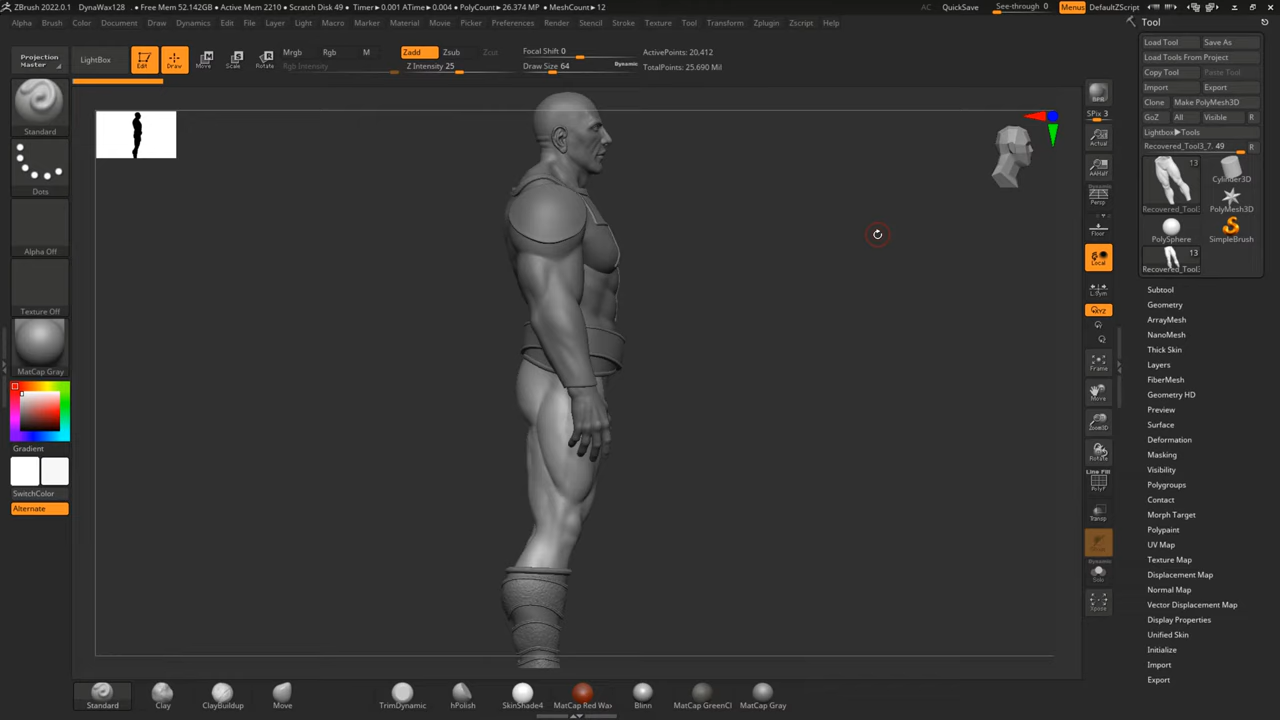 ZBrush 2022.0.1 DynaWax128 . • Free Mem 52.142GB • Active Mem 2210 • Scratch Disk 49 • Timer▶0.001 ATime▶0.004 • PolyCount▶26.374 MP • MeshCount▶12 AC QuickSave See-through 0 Menus DefaultZScript
Alpha Brush Color Document Draw Dynamics Edit File Layer Light Macro Marker Material Movie Picker Preferences Render Stencil Stroke Texture Tool Transform Zplugin Zscript Help
Tool
Load Tool Save As
Load Tools From Project
Copy Tool Paste Tool
Import Export
Clone Make PolyMesh3D
GoZ All Visible R
Lightbox▶Tools
Recovered_Tool3_7. 49 R
13
Cylinder3D
PolyMesh3D
Recovered_Tool3
PolySphere
SimpleBrush
13
Recovered_Tool3
Subtool
Geometry
ArrayMesh
NanoMesh
Thick Skin
Layers
FiberMesh
Geometry HD
Preview
Surface
Deformation
Masking
Visibility
Polygroups
Contact
Morph Target
Polypaint
UV Map
Texture Map
Displacement Map
Normal Map
Vector Displacement Map
Display Properties
Unified Skin
Initialize
Import
Export
Projection
Master
LightBox
Edit
Draw
Move
Scale
Rotate
Mrgb Rgb M
Rgb Intensity
Zadd Zsub Zcut
Z Intensity 25
Focal Shift 0
Draw Size 64
Dynamic
ActivePoints: 20,412
TotalPoints: 25.690 Mil
Standard
Dots
Alpha Off
Texture Off
MatCap Gray
Gradient
SwitchColor
Alternate
BPR
SPix 3
Actual
AAHalf
Dynamic
Persp
Floor
Local
L.Sym
XYZ
Frame
Move
Zoom3D
Rotate
Line Fill
PolyF
Transp
Dynamic
Solo
Xpose
Standard Clay ClayBuildup Move TrimDynamic hPolish SkinShade4 MatCap Red Wax Blinn MatCap GreenCl MatCap Gray